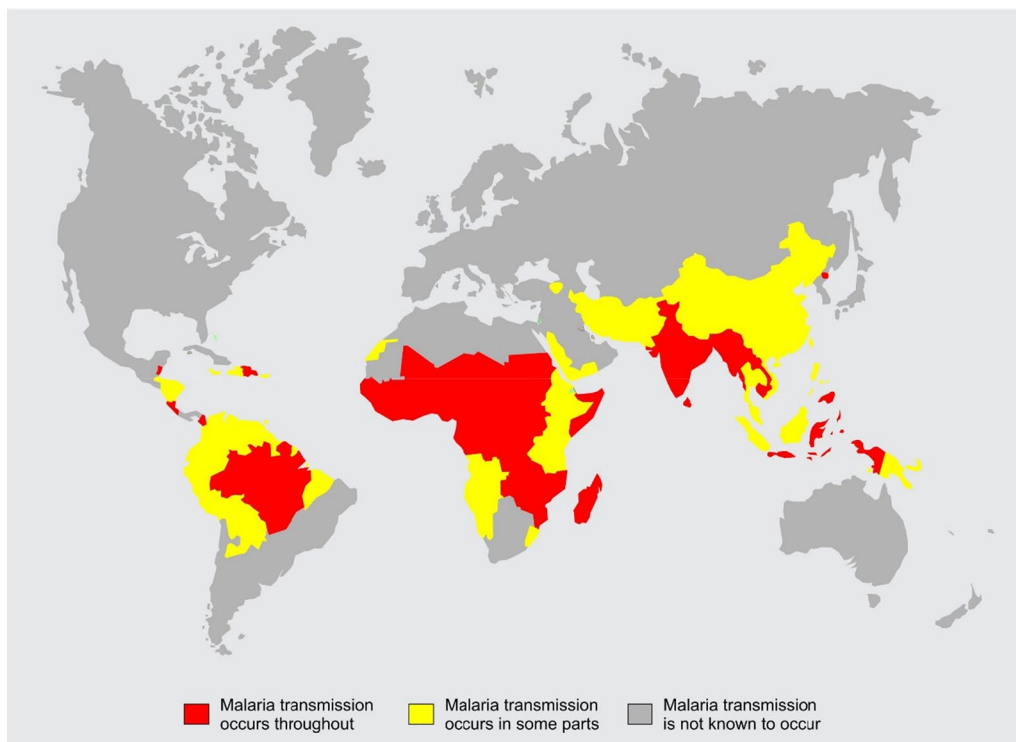 Malaria transmission
occurs throughout
Malaria transmission
occurs in some parts
Malaria transmission
is not known to occur